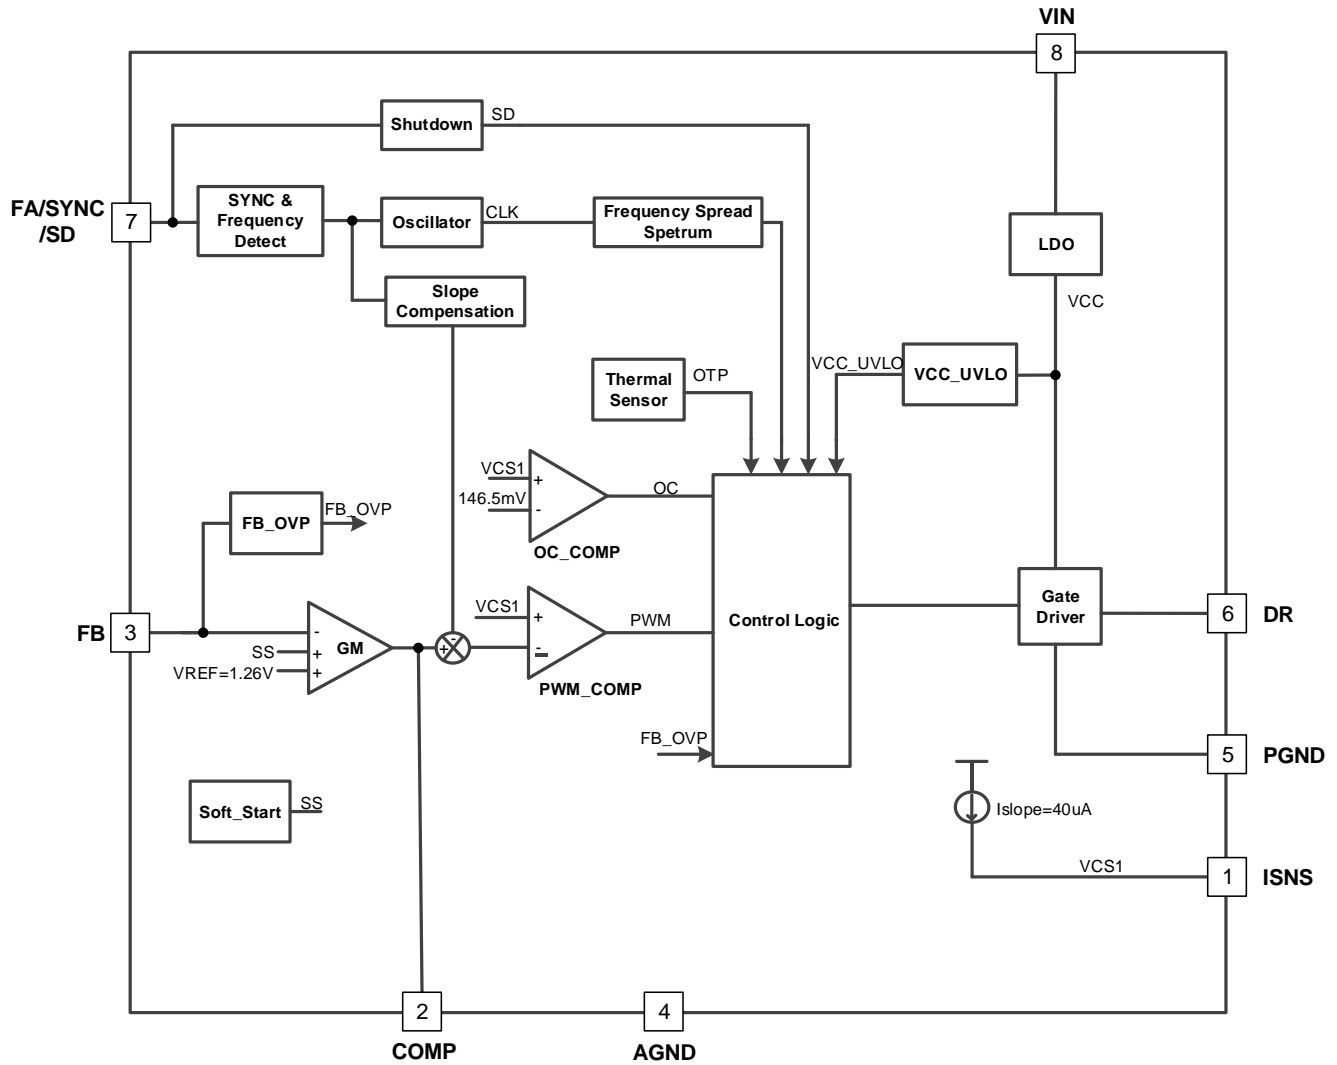 VIN
8
Shutdown
SD
FA/SYNC
/SD
7
SYNC &
Frequency
Detect
Oscillator
CLK
Frequency Spread
Spetrum
LDO
VCC
Slope
Compensation
Thermal
Sensor
OTP
VCC_UVLO
VCC_UVLO
VCS1
+
146.5mV
-
OC
OC_COMP
FB_OVP
FB_OVP
VCS1
+
-
PWM
PWM_COMP
Control Logic
Gate
Driver
6
DR
FB
3
-
SS
+
VREF=1.26V
+
GM
-
+
FB_OVP
5
PGND
Soft_Start
SS
Islope=40uA
VCS1
1
ISNS
2
COMP
4
AGND